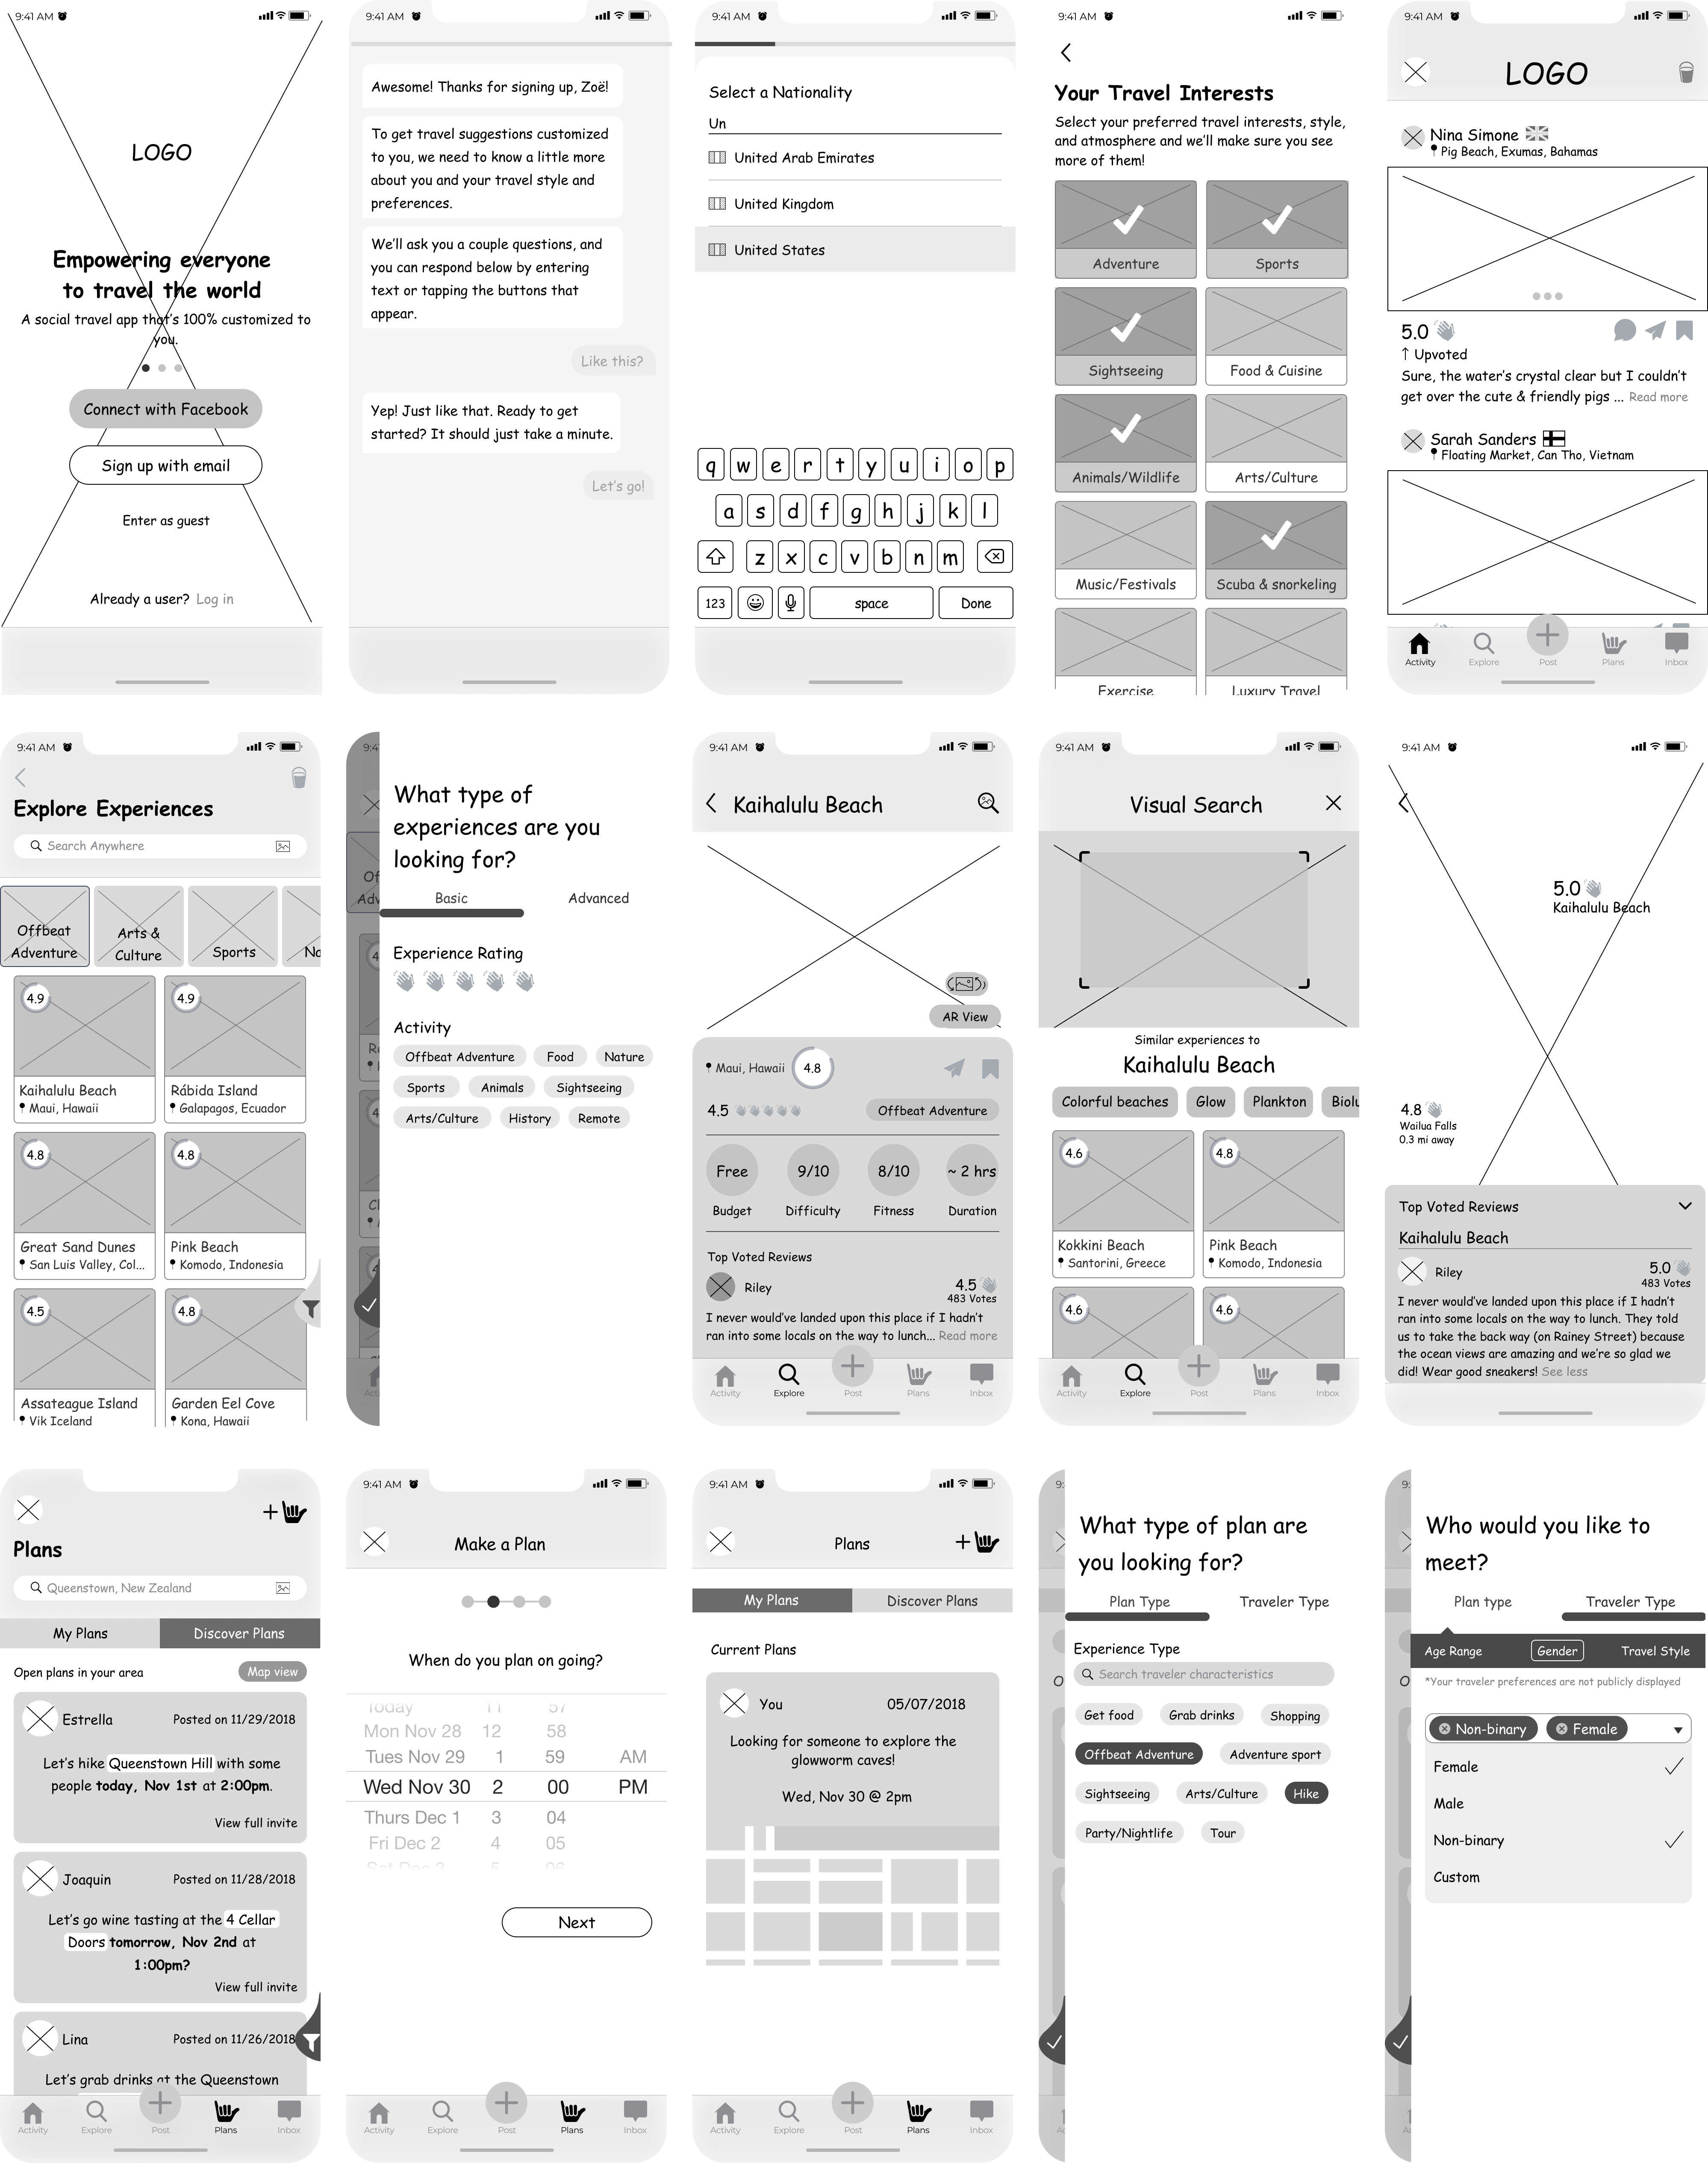 9:41 AM
LOGO
Empowering everyone
to travel the world
A social travel app that's 100% customized to
you.
Connect with Facebook
Sign up with email
Enter as guest
Already a user? Log in
9:41 AM
Awesome! Thanks for signing up, Zoë!
To get travel suggestions customized
to you, we need to know a little more
about you and your travel style and
preferences.
We'll ask you a couple questions, and
you can respond below by entering
text or tapping the buttons that
appear.
Like this?
Yep! Just like that. Ready to get
started? It should just take a minute.
Let's go!
9:41 AM
Select a Nationality
Un
United Arab Emirates
United Kingdom
United States
q w e r t y u i o p
a s d f g h j k l
z x c v b n m
123 space Done
9:41 AM
Your Travel Interests
Select your preferred travel interests, style,
and atmosphere and we'll make sure you see
more of them!
Adventure Sports
Sightseeing Food & Cuisine
Animals/Wildlife Arts/Culture
Music/Festivals Scuba & snorkeling
Exercise Luxury Travel
9:41 AM
LOGO
Nina Simone
Pig Beach, Exumas, Bahamas
5.0
↑ Upvoted
Sure, the water's crystal clear but I couldn't
get over the cute & friendly pigs ... Read more
Sarah Sanders
Floating Market, Can Tho, Vietnam
Activity Explore Post Plans Inbox
9:41 AM
Explore Experiences
Search Anywhere
Offbeat
Adventure
Arts &
Culture
Sports
Na
4.9 4.9
Kaihalulu Beach Rábida Island
Maui, Hawaii Galapagos, Ecuador
4.8 4.8
Great Sand Dunes Pink Beach
San Luis Valley, Col... Komodo, Indonesia
4.5 4.8
Assateague Island Garden Eel Cove
Vik Iceland Kona, Hawaii
9:4
What type of
experiences are you
looking for?
Basic Advanced
Experience Rating
Activity
Offbeat Adventure Food Nature
Sports Animals Sightseeing
Arts/Culture History Remote
9:41 AM
Kaihalulu Beach
AR View
Maui, Hawaii 4.8
4.5 Offbeat Adventure
Free 9/10 8/10 ~ 2 hrs
Budget Difficulty Fitness Duration
Top Voted Reviews
Riley 4.5
483 Votes
I never would've landed upon this place if I hadn't
ran into some locals on the way to lunch... Read more
Activity Explore Post Plans Inbox
9:41 AM
Visual Search
Similar experiences to
Kaihalulu Beach
Colorful beaches Glow Plankton Biolu
4.6 4.8
Kokkini Beach Pink Beach
Santorini, Greece Komodo, Indonesia
4.6 4.6
Activity Explore Post Plans Inbox
9:41 AM
5.0
Kaihalulu Beach
4.8
Wailua Falls
0.3 mi away
Top Voted Reviews
Kaihalulu Beach
Riley 5.0
483 Votes
I never would've landed upon this place if I hadn't
ran into some locals on the way to lunch. They told
us to take the back way (on Rainey Street) because
the ocean views are amazing and we're so glad we
did! Wear good sneakers! See less
Plans
Queenstown, New Zealand
My Plans Discover Plans
Open plans in your area Map view
Estrella Posted on 11/29/2018
Let's hike Queenstown Hill with some
people today, Nov 1st at 2:00pm.
View full invite
Joaquin Posted on 11/28/2018
Let's go wine tasting at the 4 Cellar
Doors tomorrow, Nov 2nd at
1:00pm?
View full invite
Lina Posted on 11/26/2018
Let's grab drinks at the Queenstown
Activity Explore Post Plans Inbox
9:41 AM
Make a Plan
When do you plan on going?
Today 11 57
Mon Nov 28 12 58
Tues Nov 29 1 59 AM
Wed Nov 30 2 00 PM
Thurs Dec 1 3 04
Fri Dec 2 4 05
Sat Dec 3 5 06
Next
Activity Explore Post Plans Inbox
9:41 AM
Plans
My Plans Discover Plans
Current Plans
You 05/07/2018
Looking for someone to explore the
glowworm caves!
Wed, Nov 30 @ 2pm
Activity Explore Post Plans Inbox
9:
What type of plan are
you looking for?
Plan Type Traveler Type
Experience Type
Search traveler characteristics
Get food Grab drinks Shopping
Offbeat Adventure Adventure sport
Sightseeing Arts/Culture Hike
Party/Nightlife Tour
9:
Who would you like to
meet?
Plan type Traveler Type
Age Range Gender Travel Style
*Your traveler preferences are not publicly displayed
Non-binary Female
Female
Male
Non-binary
Custom